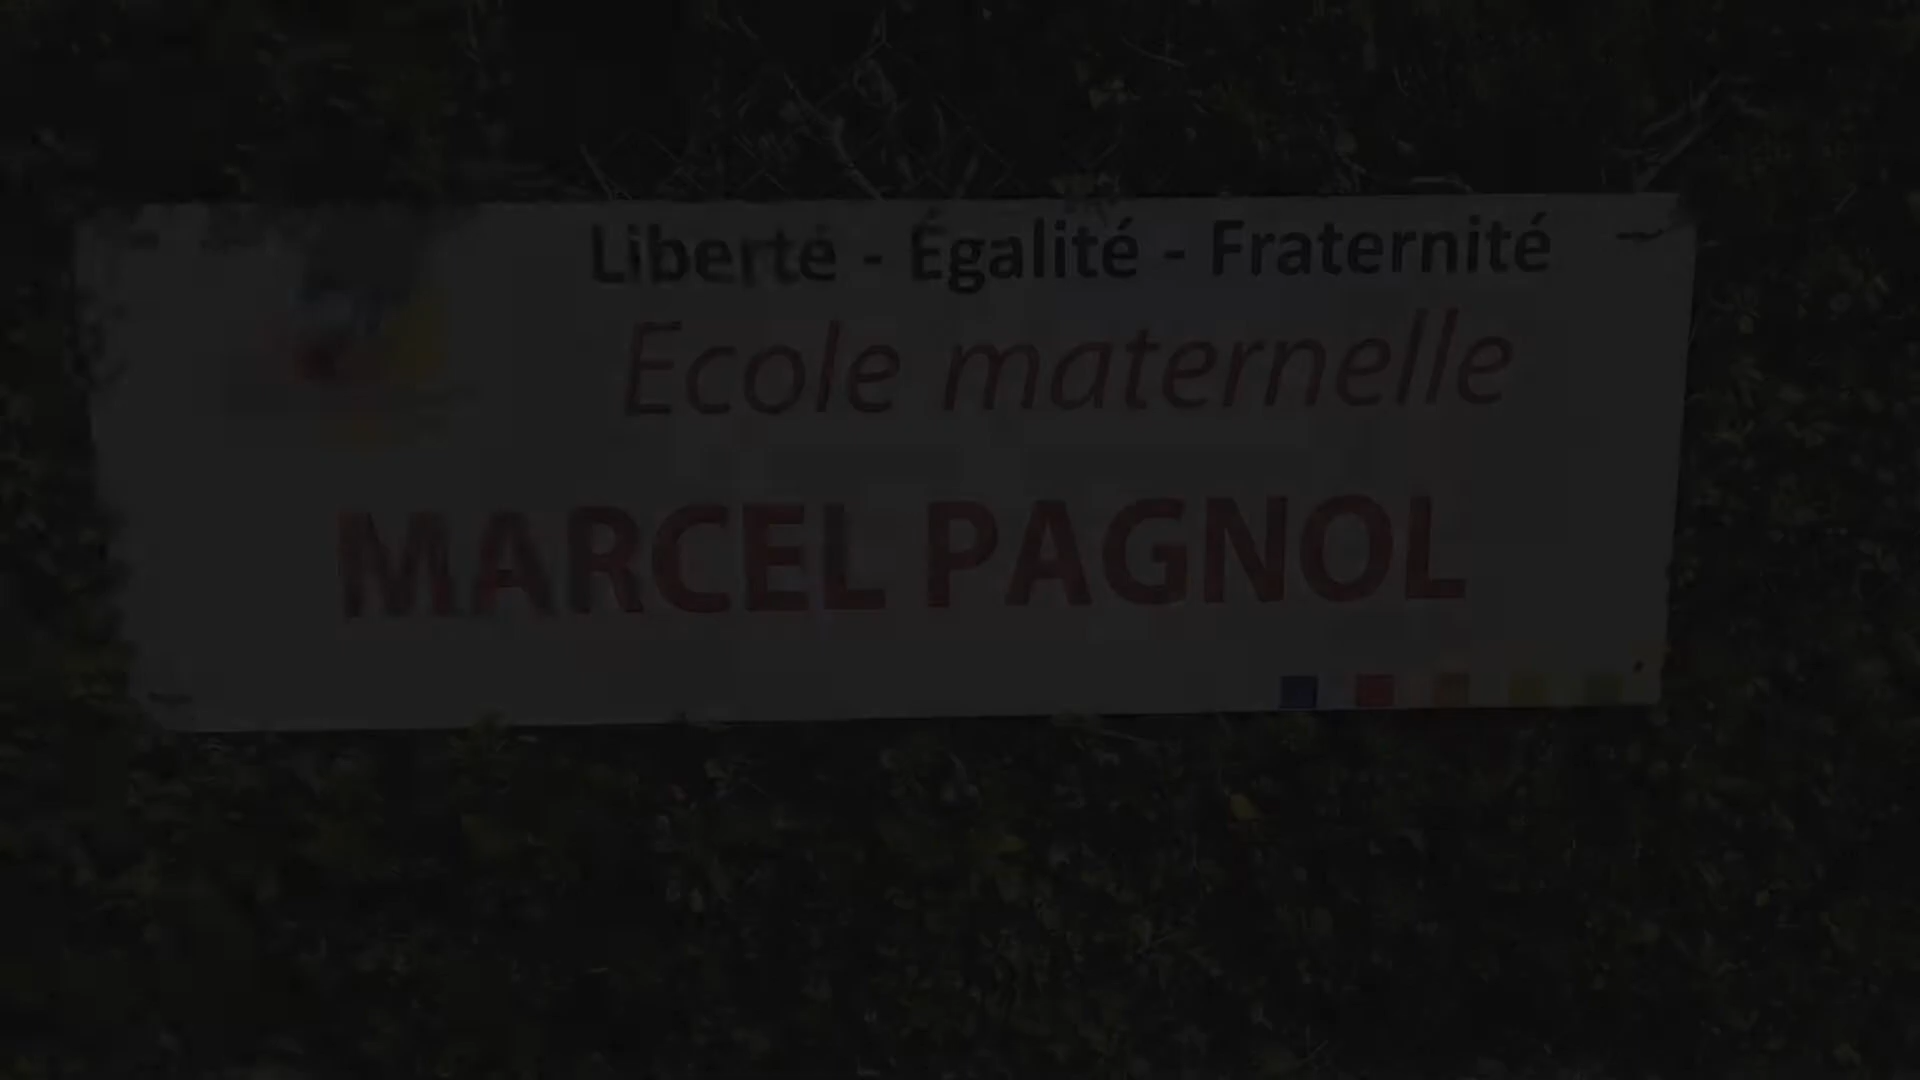 Liberté - Égalité - Fraternité
Ecole maternelle
MARCEL PAGNOL